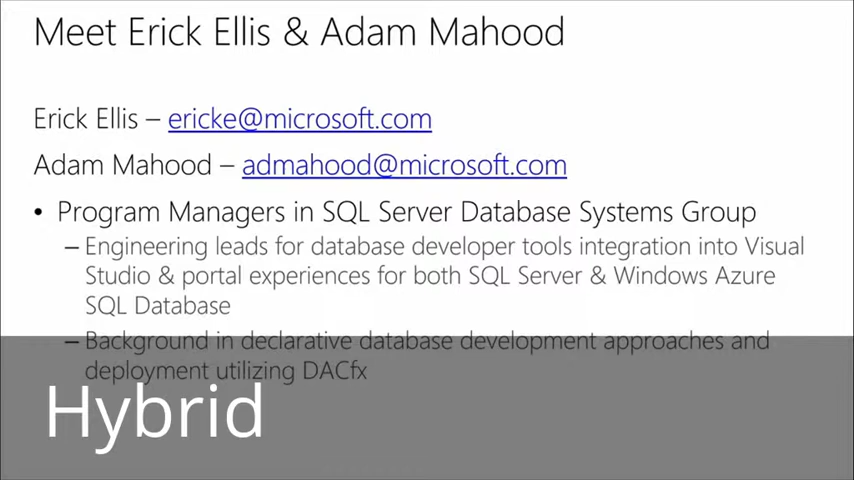 Meet Erick Ellis & Adam Mahood
Erick Ellis – ericke@microsoft.com
Adam Mahood – admahood@microsoft.com
• Program Managers in SQL Server Database Systems Group
– Engineering leads for database developer tools integration into Visual
Studio & portal experiences for both SQL Server & Windows Azure
SQL Database
– Background in declarative database development approaches and
deployment utilizing DACfx
Hybrid